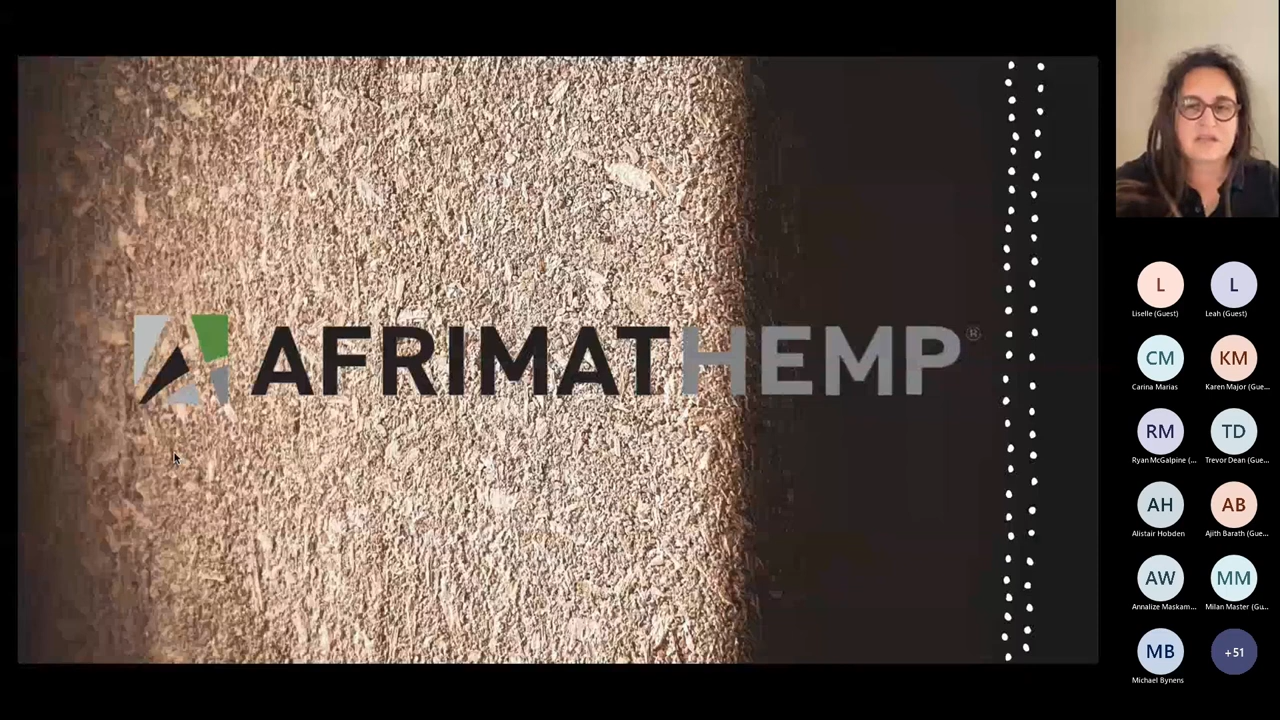 AFRIMATHEMP®
L
Liselle (Guest)
L
Leah (Guest)
CM
Carina Marias
KM
Karen Major (Gue...
RM
Ryan McGalpine (...
TD
Trevor Dean (Gue...
AH
Alistair Hobden
AB
Ajith Barath (Gue...
AW
Annalize Maskam...
MM
Milan Master (Gu...
MB
Michael Bynens
+51